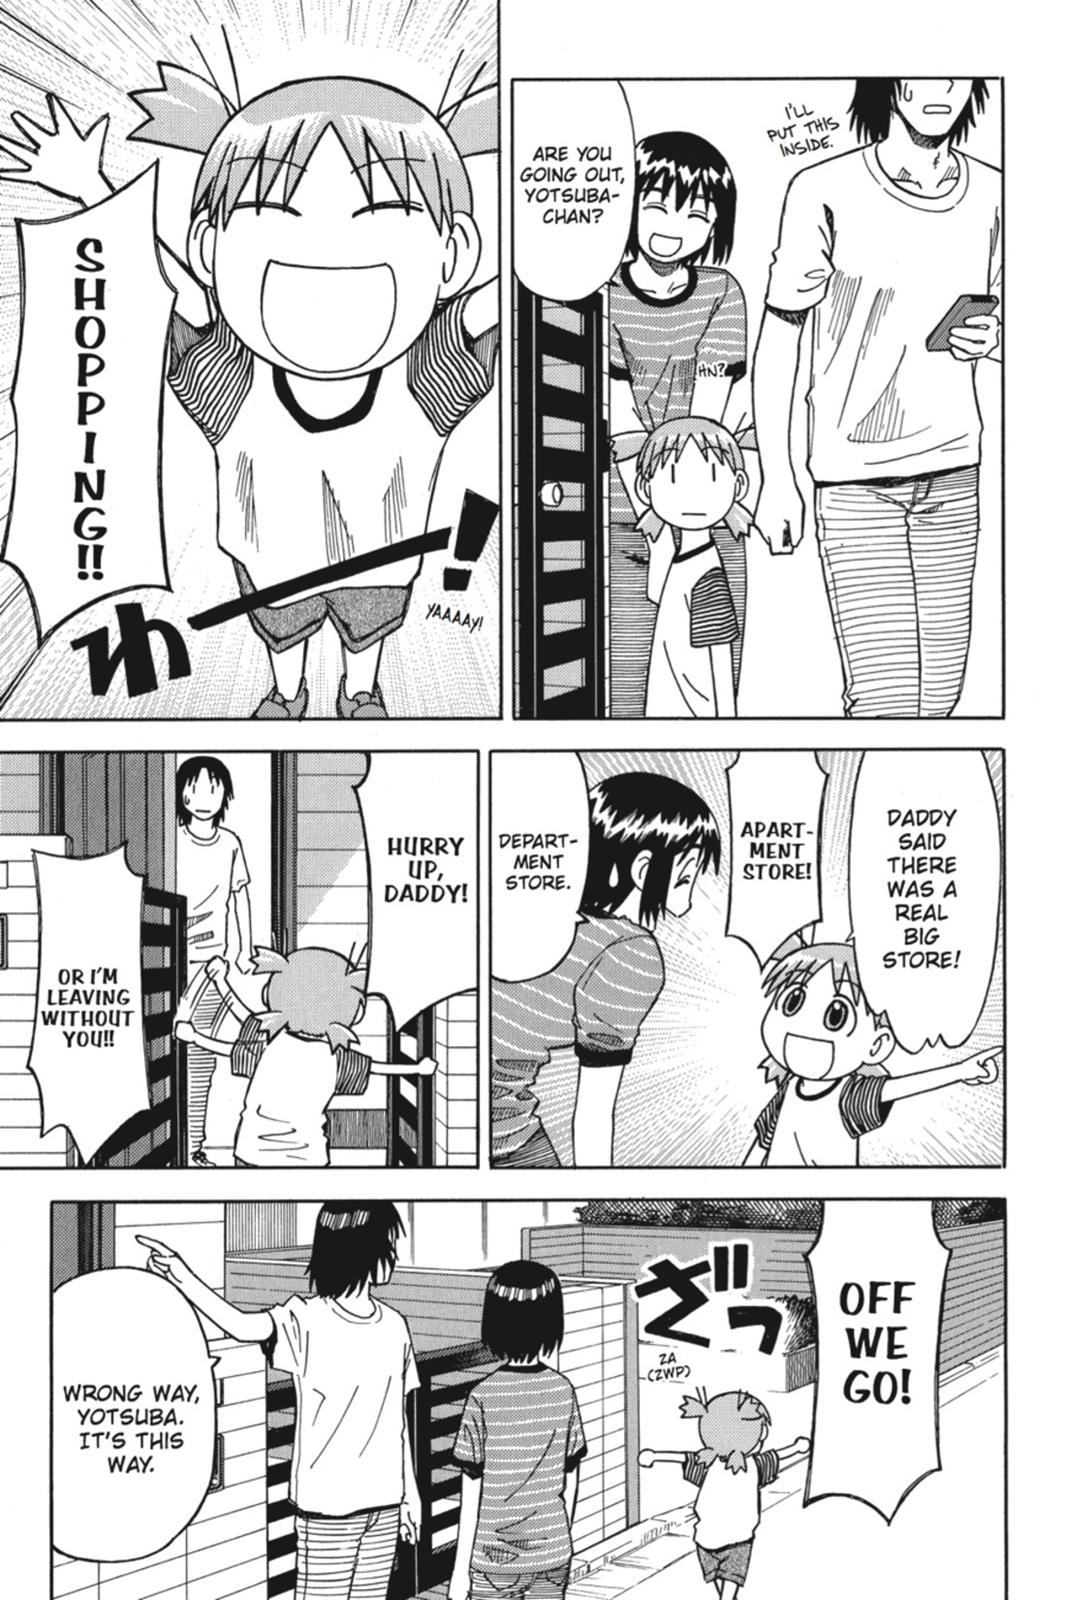 I'LL
PUT THIS
INSIDE.
ARE YOU
GOING OUT,
YOTSUBA-
CHAN?
HN?
SHOPPING!!
わーー!
YAAAAY!
DADDY
SAID
THERE
WAS A
REAL
BIG
STORE!
APART-
MENT
STORE!
DEPART-
MENT
STORE.
HURRY
UP,
DADDY!
OR I'M
LEAVING
WITHOUT
YOU!!
OFF
WE
GO!
ざっ
ZA
(ZWP)
WRONG WAY,
YOTSUBA.
IT'S THIS
WAY.